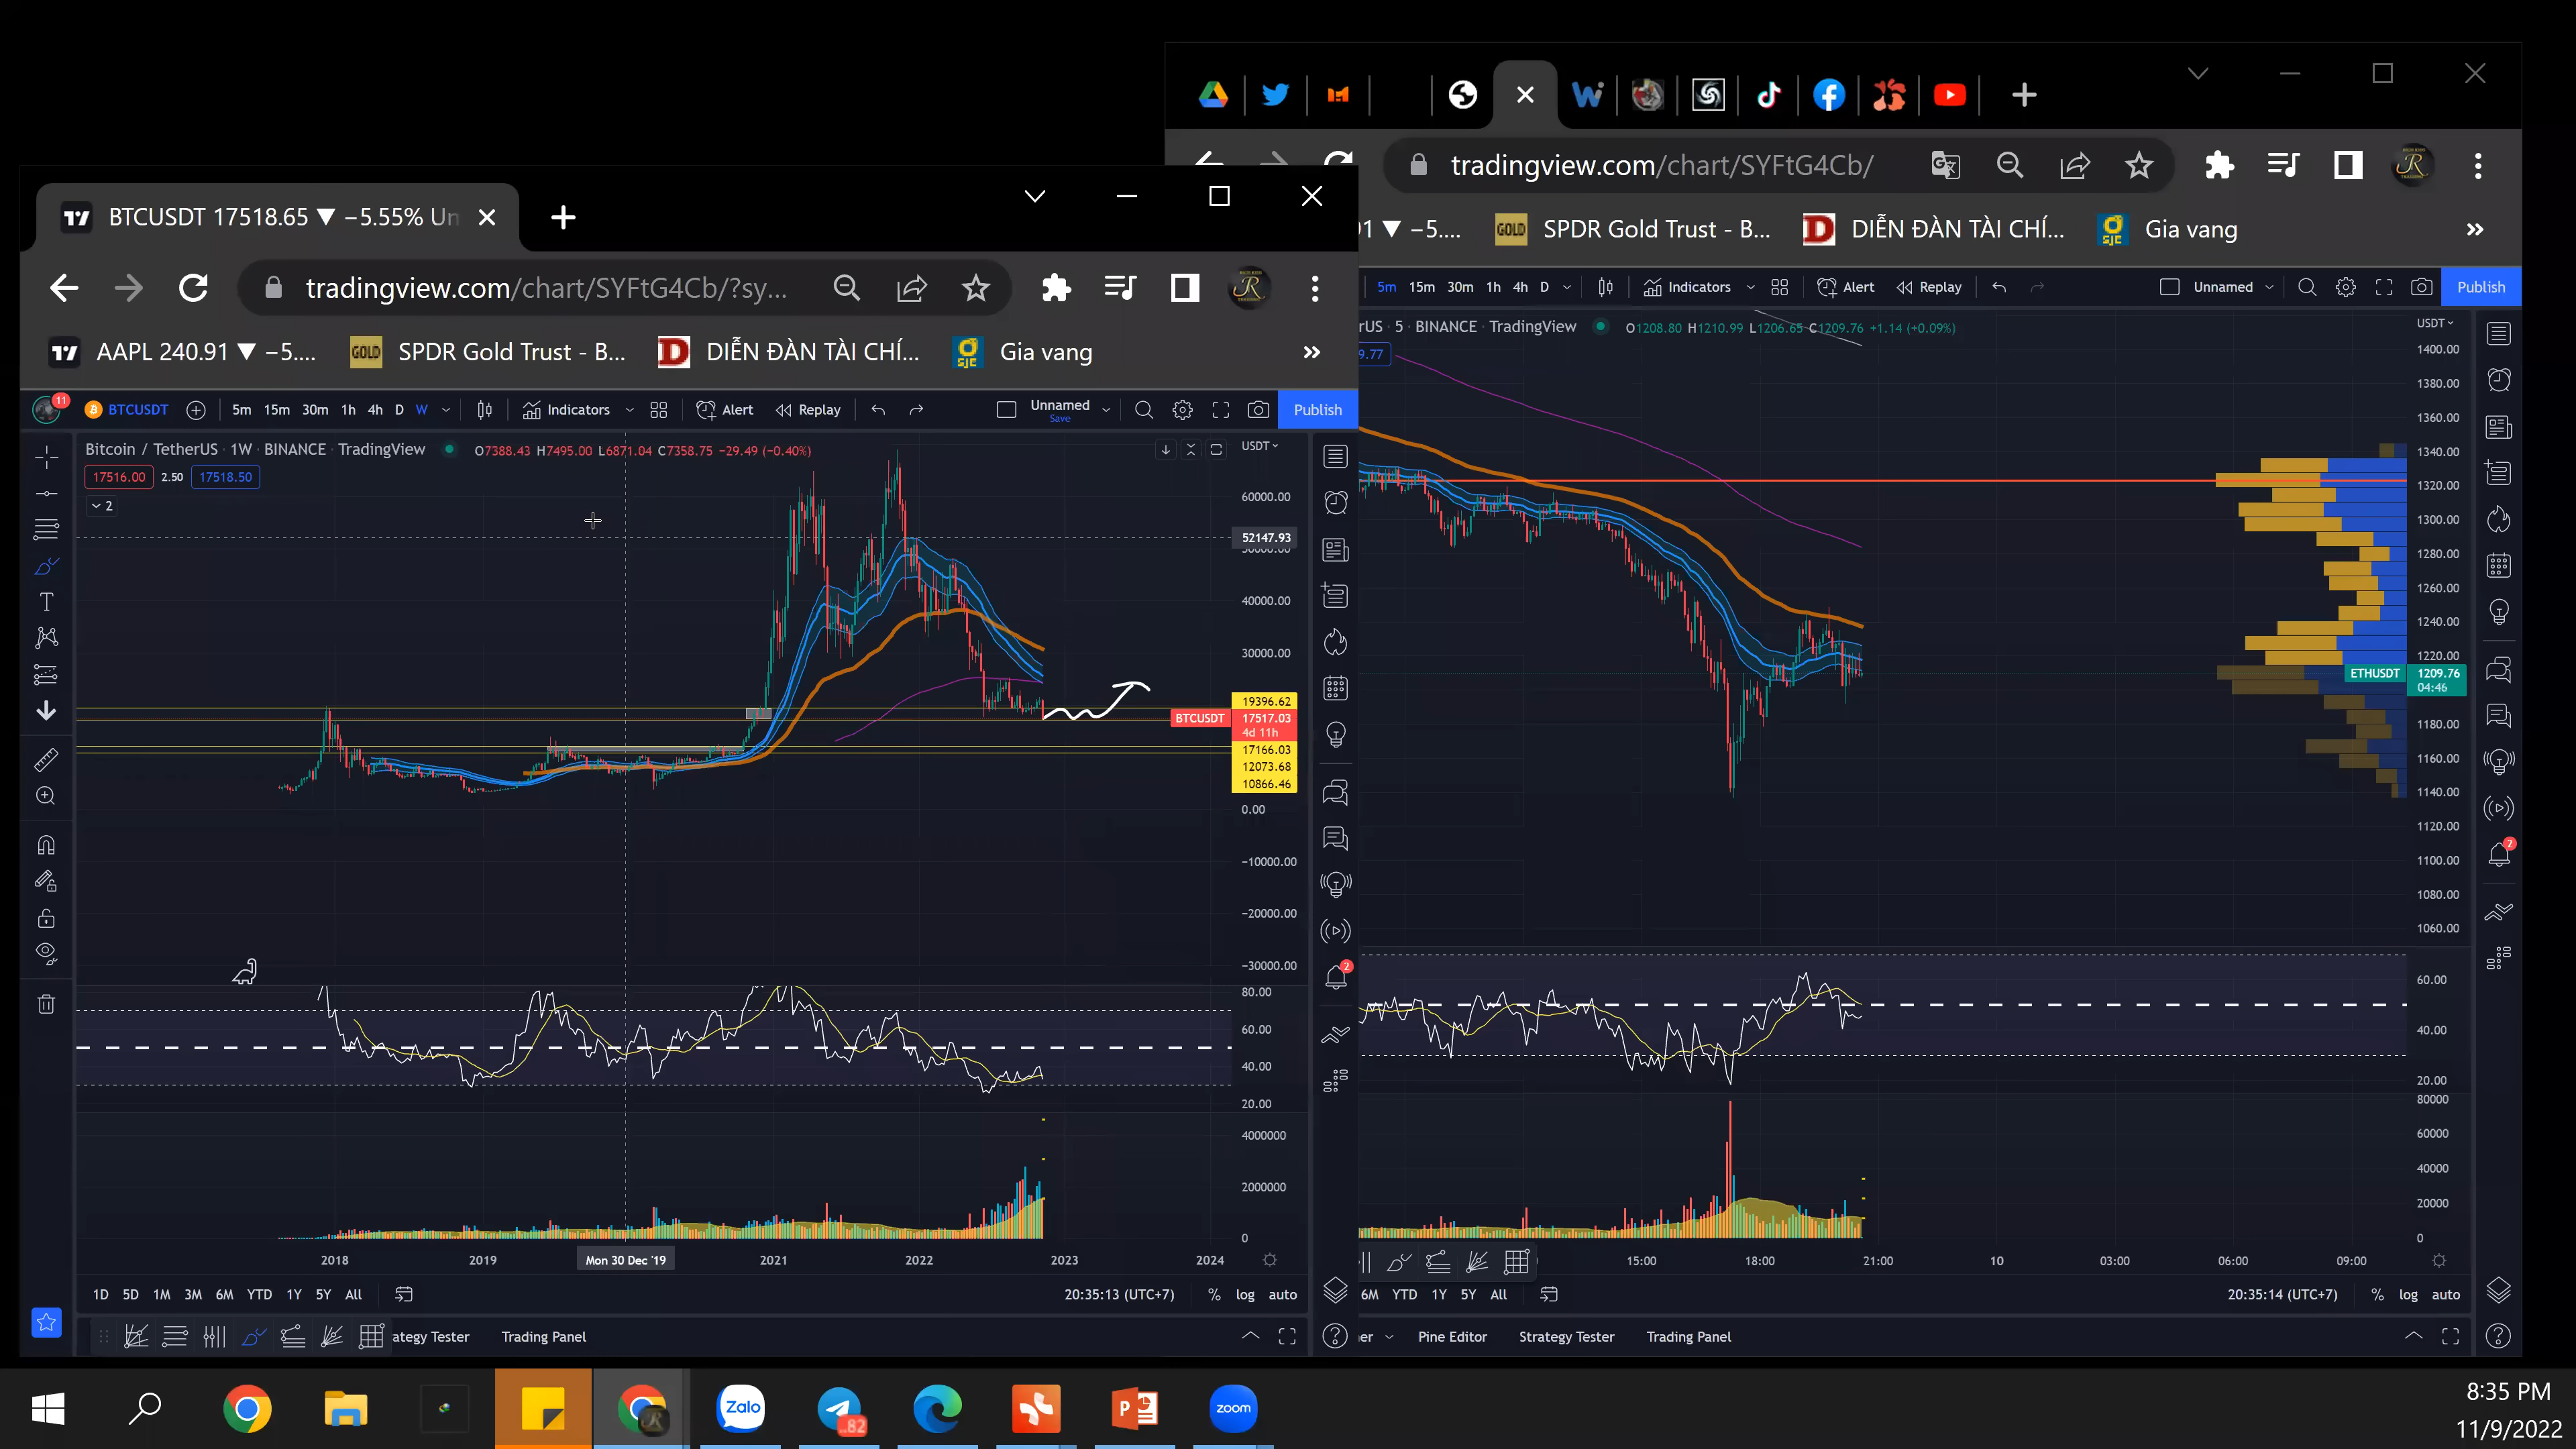 tradingview.com/chart/SYFtG4Cb/
BTCUSDT 17518.65 ▼ −5.55% Un
▼ −5.... SPDR Gold Trust - B... DIỄN ĐÀN TÀI CHÍ... Gia vang
tradingview.com/chart/SYFtG4Cb/?sy...
5m 15m 30m 1h 4h D Indicators Alert Replay Unnamed Publish
AAPL 240.91 ▼ −5.... SPDR Gold Trust - B... DIỄN ĐÀN TÀI CHÍ... Gia vang
rUS · 5 · BINANCE · TradingView O1208.80 H1210.99 L1206.65 C1209.76 +1.14 (+0.09%)
USDT
9.77
11 BTCUSDT 5m 15m 30m 1h 4h D W Indicators Alert Replay Unnamed Save Publish
Bitcoin / TetherUS · 1W · BINANCE · TradingView O7388.43 H7495.00 L6871.04 C7358.75 −29.49 (−0.40%)
USDT
17516.00 2.50 17518.50
2
60000.00
52147.93
40000.00
30000.00
19396.62
BTCUSDT 17517.03
4d 11h
17166.03
12073.68
10866.46
0.00
−10000.00
−20000.00
−30000.00
80.00
60.00
40.00
20.00
4000000
2000000
0
2018 2019 Mon 30 Dec '19 2021 2022 2023 2024
1D 5D 1M 3M 6M YTD 1Y 5Y All 20:35:13 (UTC+7) % log auto
ategy Tester Trading Panel
1400.00
1380.00
1360.00
1340.00
1320.00
1300.00
1280.00
1260.00
1240.00
1220.00
ETHUSDT 1209.76
04:46
1180.00
1160.00
1140.00
1120.00
1100.00
1080.00
1060.00
60.00
40.00
20.00
80000
60000
40000
20000
0
2
2
15:00 18:00 21:00 10 03:00 06:00 09:00
6M YTD 1Y 5Y All 20:35:14 (UTC+7) % log auto
er Pine Editor Strategy Tester Trading Panel
Zalo
..82
zoom
8:35 PM
11/9/2022